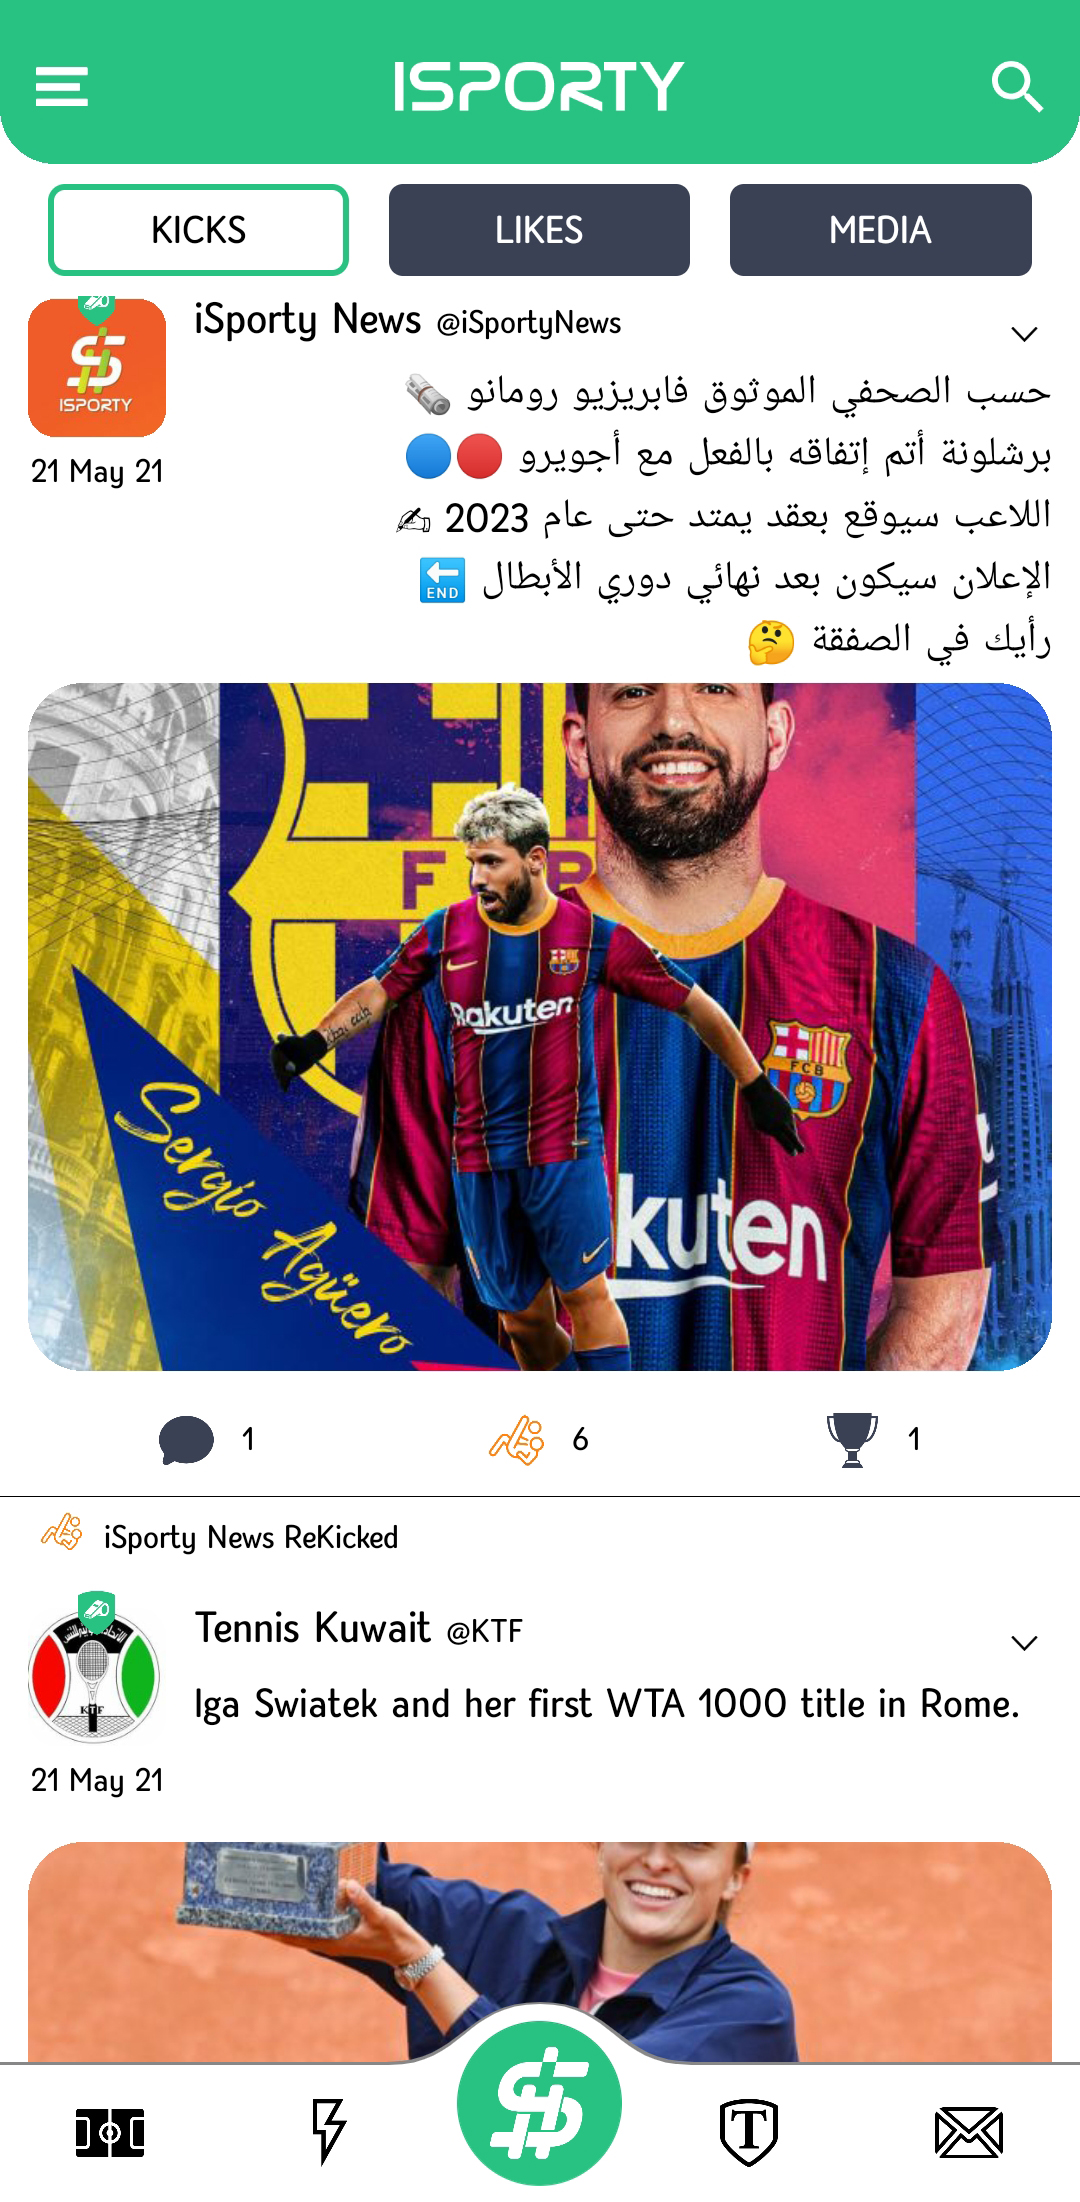 ISPORTY
KICKS
LIKES
MEDIA
iSporty News @iSportyNews
ISPORTY
21 May 21
حسب الصحفي الموثوق فابريزيو رومانو 🗞️
برشلونة أتم إتفاقه بالفعل مع أجويرو 🔴🔵
اللاعب سيوقع بعقد يمتد حتى عام 2023 ✍
الإعلان سيكون بعد نهائي دوري الأبطال 🔚
رأيك في الصفقة 🤔
F P
Rakuten
FCB
kuten
t
Sergio
Agüero
1
6
1
iSporty News ReKicked
Tennis Kuwait @KTF
KTF
Iga Swiatek and her first WTA 1000 title in Rome.
21 May 21
T